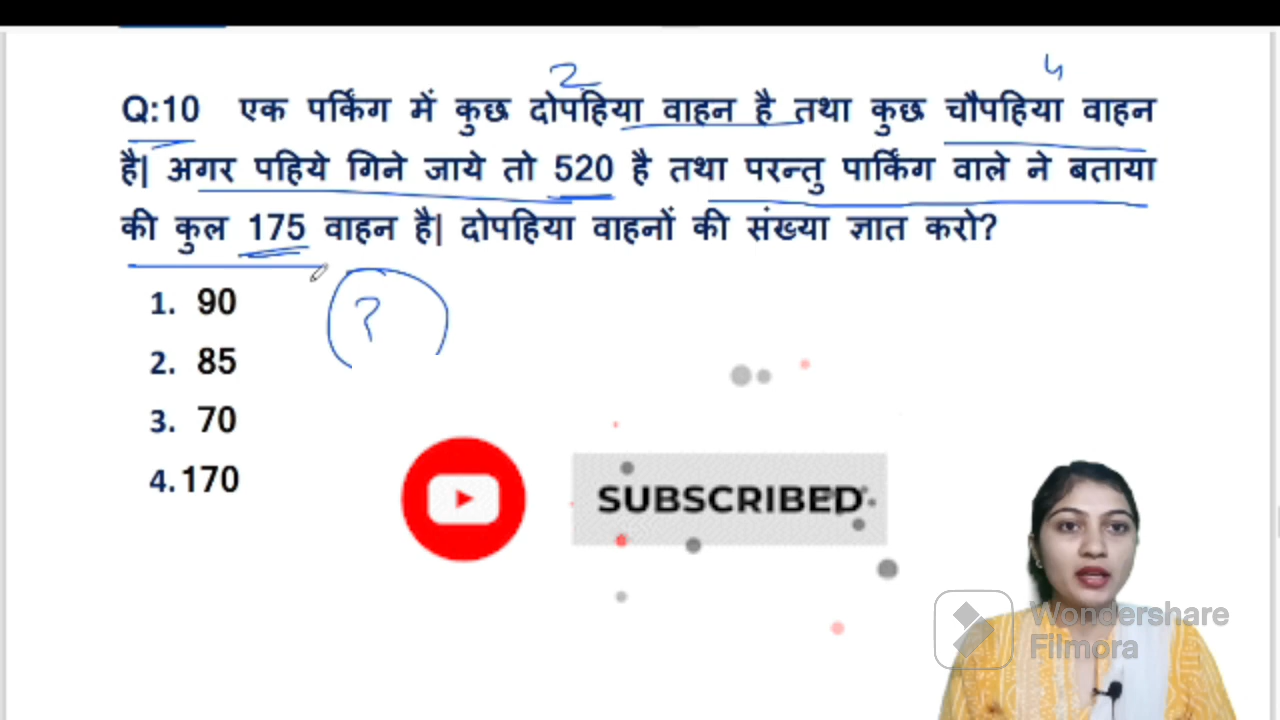 2 4
Q:10 एक पर्किंग में कुछ दोपहिया वाहन है तथा कुछ चौपहिया वाहन
है| अगर पहिये गिने जाये तो 520 है तथा परन्तु पार्किंग वाले ने बताया
की कुल 175 वाहन है| दोपहिया वाहनों की संख्या ज्ञात करो?
1. 90
?
2. 85
3. 70
4. 170
SUBSCRIBED
Wondershare
Filmora